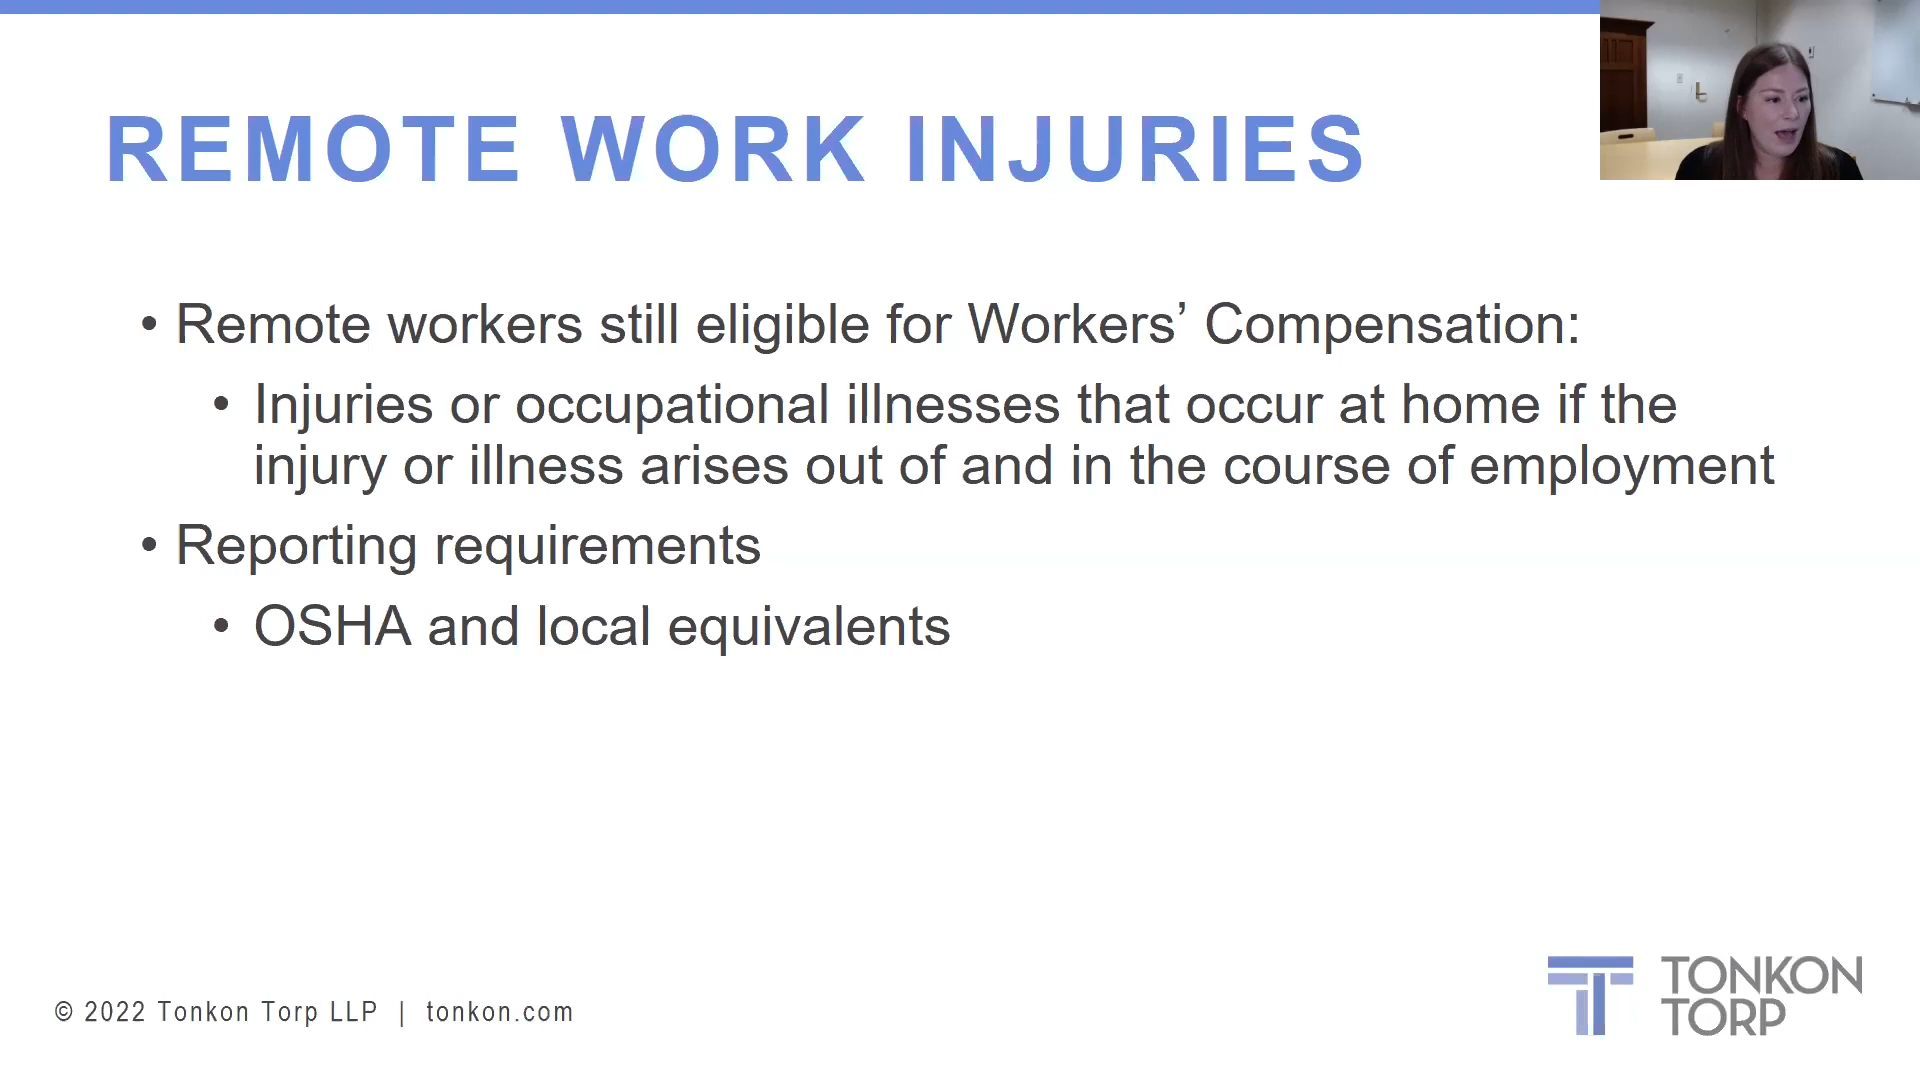 REMOTE WORK INJURIES
• Remote workers still eligible for Workers’ Compensation:
• Injuries or occupational illnesses that occur at home if the
injury or illness arises out of and in the course of employment
• Reporting requirements
• OSHA and local equivalents
© 2022 Tonkon Torp LLP | tonkon.com
TONKON
TORP